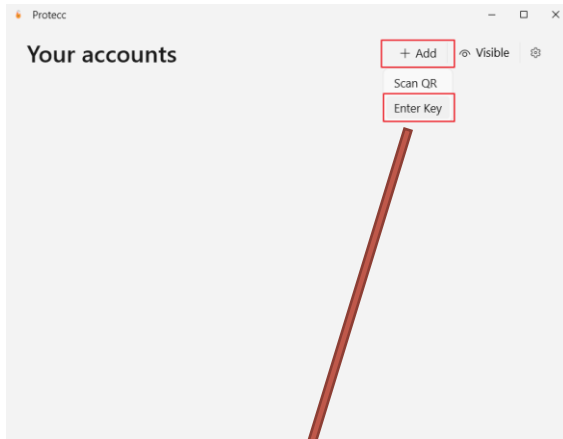 Protecc
Your accounts
+ Add
Visible
Scan QR
Enter Key